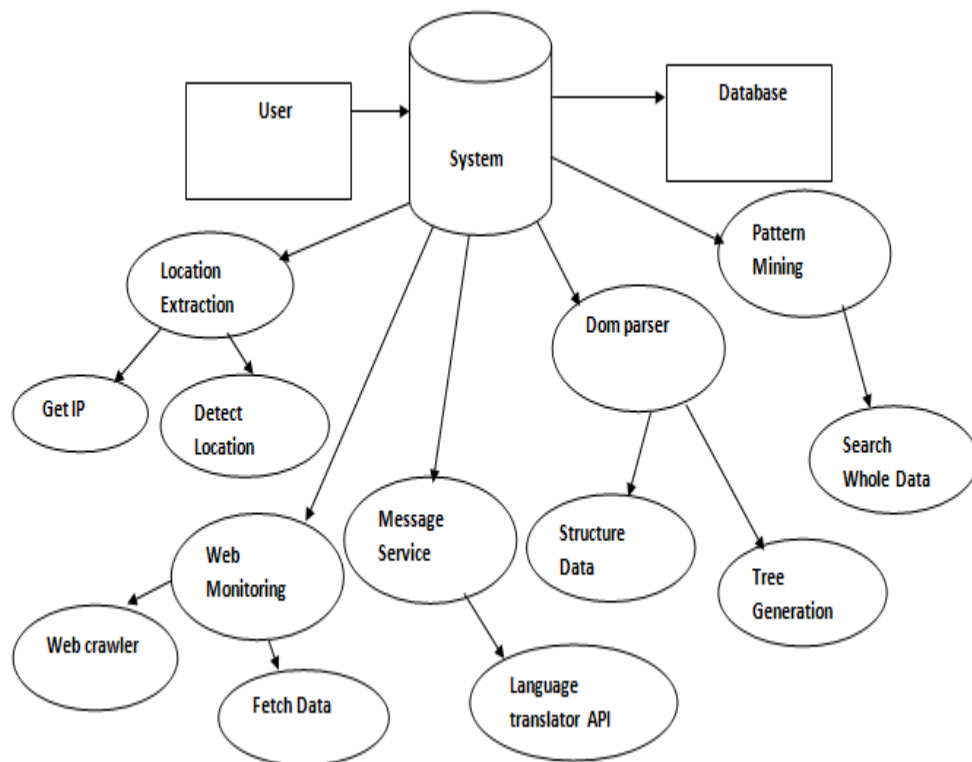 User
System
Database
Location
Extraction
Pattern
Mining
Dom parser
Get IP
Detect
Location
Search
Whole Data
Web
Monitoring
Message
Service
Structure
Data
Tree
Generation
Web crawler
Fetch Data
Language
translator API